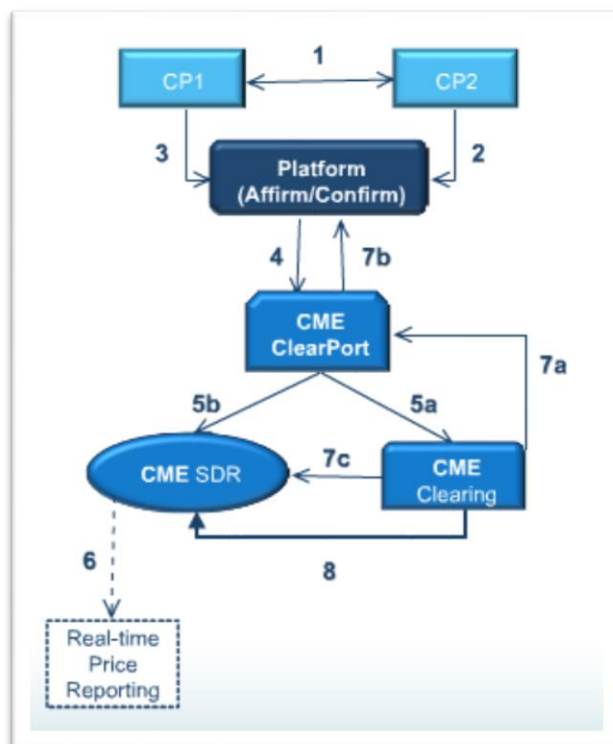 1
CP1
CP2
3
2
Platform
(Affirm/Confirm)
4
7b
CME
ClearPort
7a
5b
5a
CME SDR
7c
CME
Clearing
6
8
Real-time
Price
Reporting